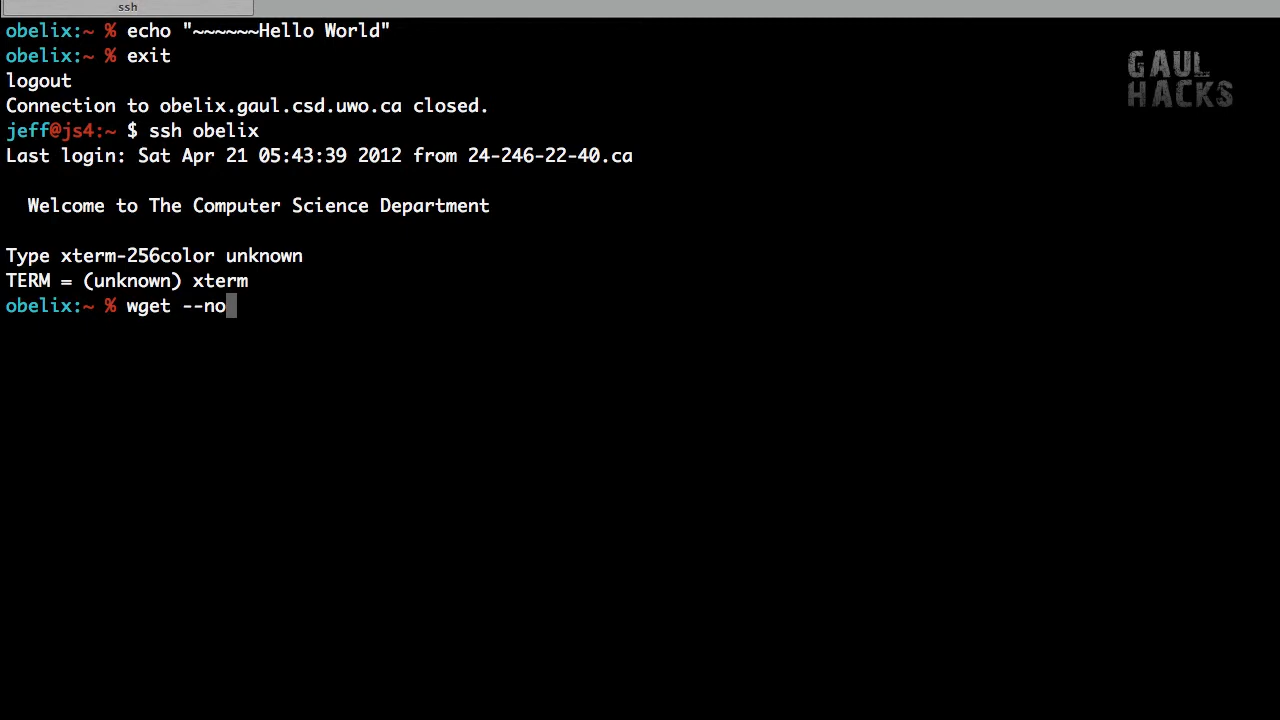 ssh
obelix:~ % echo "~~~~~~Hello World"
obelix:~ % exit
logout
Connection to obelix.gaul.csd.uwo.ca closed.
jeff@js4:~ $ ssh obelix
Last login: Sat Apr 21 05:43:39 2012 from 24-246-22-40.ca
Welcome to The Computer Science Department
Type xterm-256color unknown
TERM = (unknown) xterm
obelix:~ % wget --no
GAUL
HACKS